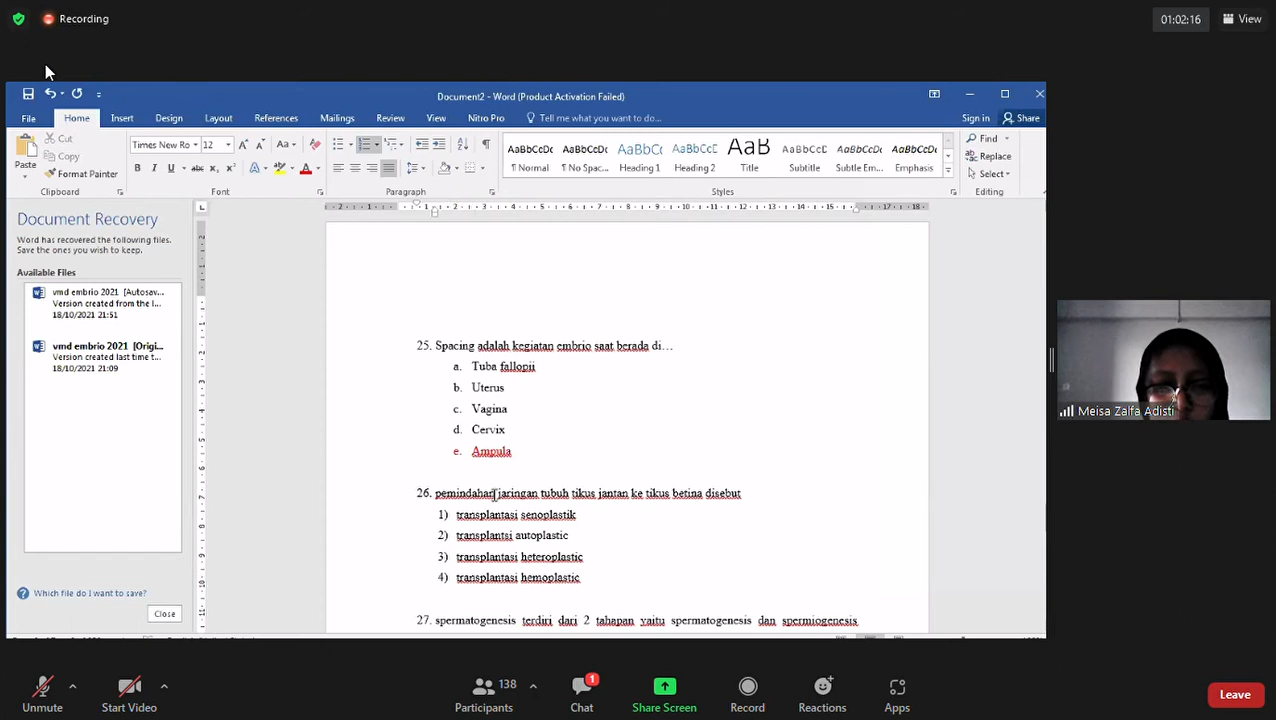 Recording
01:02:16
View
Document2 - Word (Product Activation Failed)
File Home Insert Design Layout References Mailings Review View Nitro Pro Tell me what you want to do... Sign in Share
Paste
Cut
Copy
Format Painter
Clipboard
Times New Ro 12
B I U abc X₂ X²
Font
Paragraph
AaBbCcDc AaBbCcDc AaBbCc AaBbCcC AaB AaBbCcD AaBbCcDc AaBbCcDc
¶ Normal ¶ No Spac... Heading 1 Heading 2 Title Subtitle Subtle Em... Emphasis
Styles
Find
Replace
Select
Editing
Document Recovery
Word has recovered the following files.
Save the ones you wish to keep.
Available Files
vmd embrio 2021 [Autosav...
Version created from the l...
18/10/2021 21:51
vmd embrio 2021 [Origi...
Version created last time t...
18/10/2021 21:09
Which file do I want to save?
Close
25. Spacing adalah kegiatan embrio saat berada di…
a. Tuba fallopii
b. Uterus
c. Vagina
d. Cervix
e. Ampula
26. pemindahan jaringan tubuh tikus jantan ke tikus betina disebut
1) transplantasi senoplastik
2) transplantsi autoplastic
3) transplantasi heteroplastic
4) transplantasi hemoplastic
27. spermatogenesis terdiri dari 2 tahapan yaitu spermatogenesis dan spermiogenesis
Meisa Zalfa Adisti
Unmute
Start Video
138
Participants
1
Chat
Share Screen
Record
Reactions
Apps
Leave